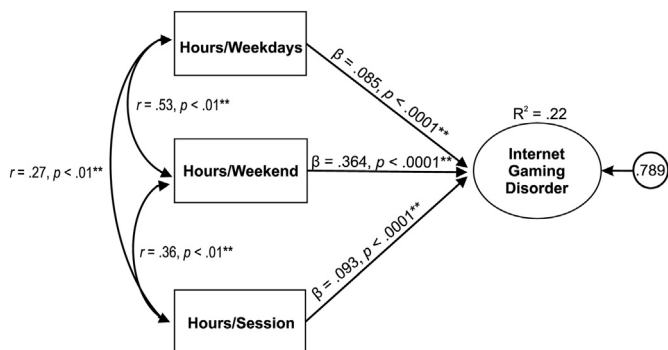 Hours/Weekdays
β = .085, p < .0001**
r = .53, p < .01**
R² = .22
r = .27, p < .01**
Hours/Weekend
β = .364, p < .0001**
Internet
Gaming
Disorder
.789
r = .36, p < .01**
β = .093, p < .0001**
Hours/Session